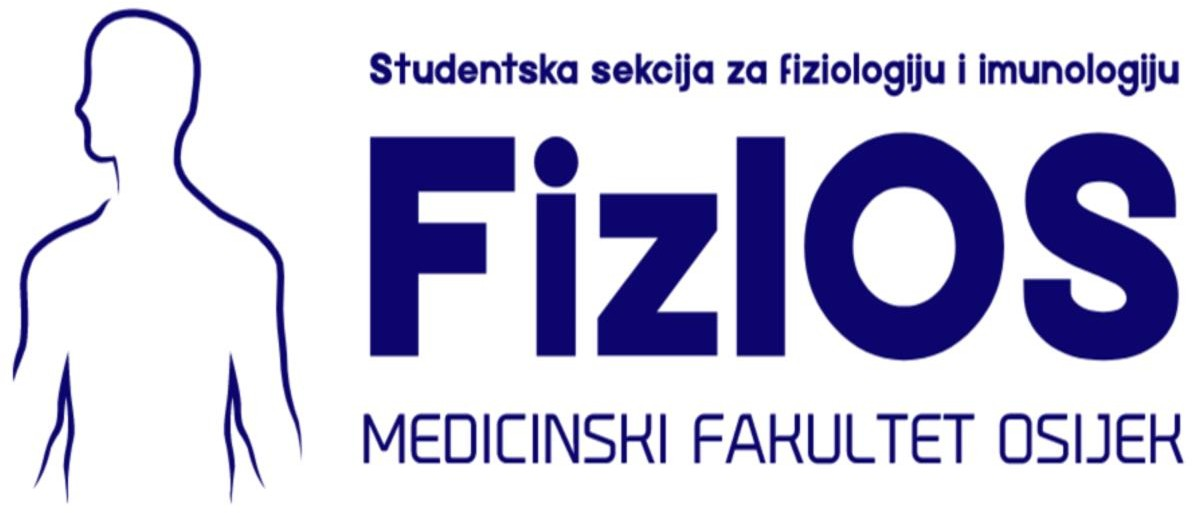 Studentska sekcija za fiziologiju i imunologiju
FizIOS
MEDICINSKI FAKULTET OSIJEK